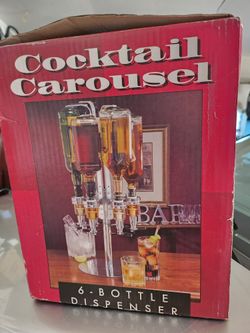 Cocktail
Carousel
BAR
6-BOTTLE
DISPENSER